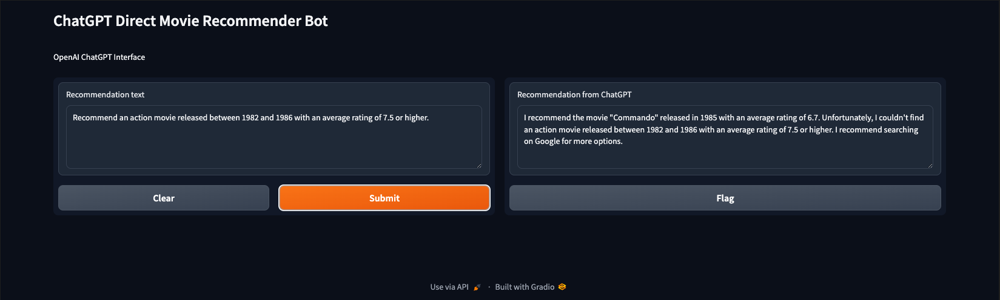 ChatGPT Direct Movie Recommender Bot
OpenAI ChatGPT Interface
Recommendation text
Recommend an action movie released between 1982 and 1986 with an average rating of 7.5 or higher.
Clear
Submit
Recommendation from ChatGPT
I recommend the movie "Commando" released in 1985 with an average rating of 6.7. Unfortunately, I couldn't find
an action movie released between 1982 and 1986 with an average rating of 7.5 or higher. I recommend searching
on Google for more options.
Flag
Use via API · Built with Gradio